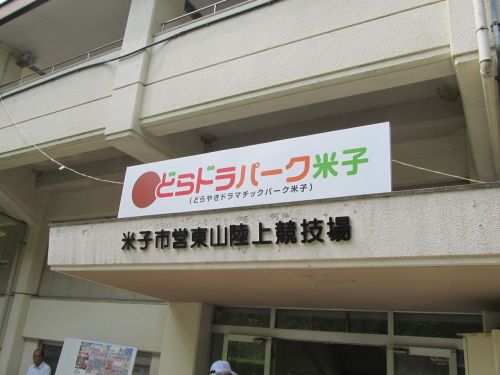 どらドラパーク米子
(どらやきドラマチックパーク米子)
米子市営東山陸上競技場